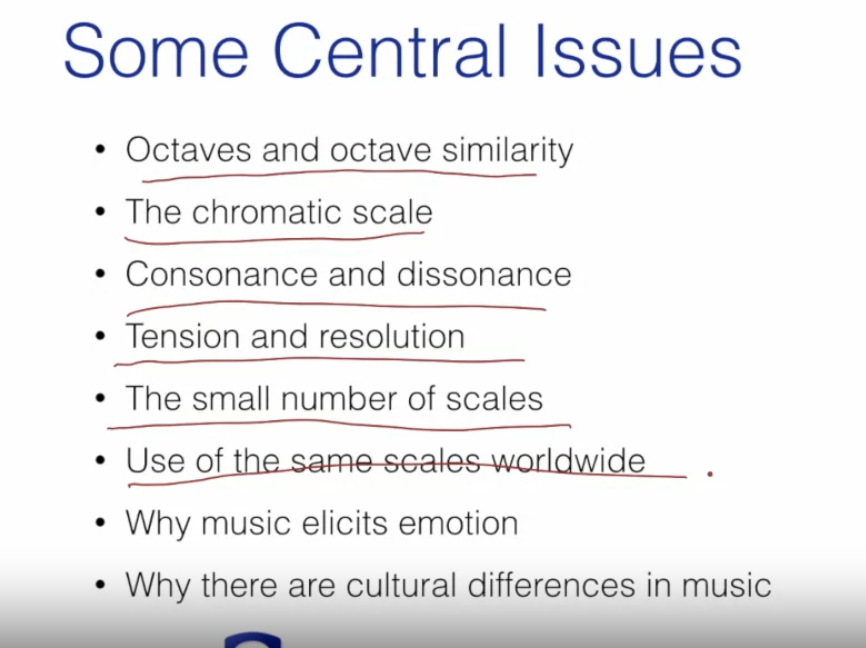 Some Central Issues
• Octaves and octave similarity
• The chromatic scale
• Consonance and dissonance
• Tension and resolution
• The small number of scales
• Use of the same scales worldwide
• Why music elicits emotion
• Why there are cultural differences in music